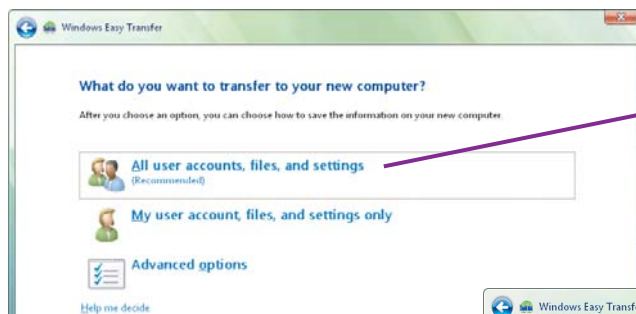 Windows Easy Transfer
What do you want to transfer to your new computer?
After you choose an option, you can choose how to save the information on your new computer.
All user accounts, files, and settings
(Recommended)
My user account, files, and settings only
Advanced options
Help me decide
Windows Easy Transf